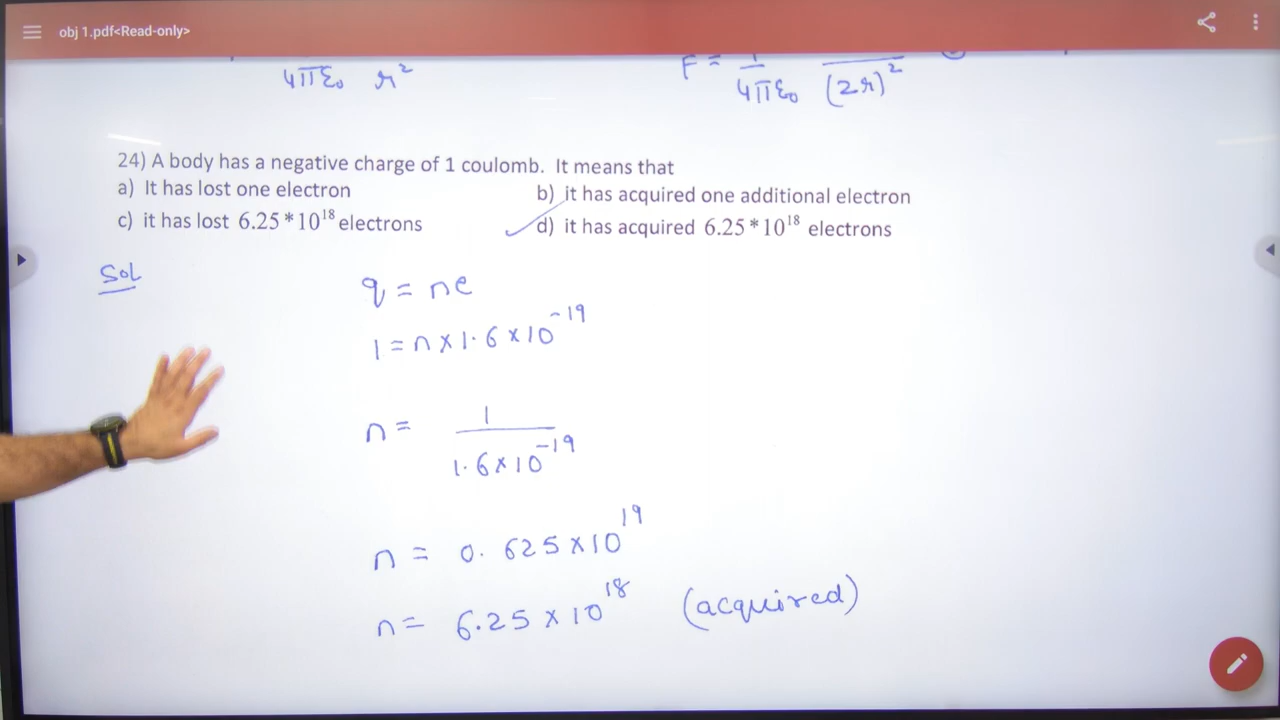 obj 1.pdf<Read-only>
4πε₀ r²
F = 1
4πε₀ (2r)²
24) A body has a negative charge of 1 coulomb. It means that
a) It has lost one electron b) it has acquired one additional electron
c) it has lost 6.25*10¹⁸ electrons d) it has acquired 6.25*10¹⁸ electrons
Sol
q = ne
1 = n × 1.6 × 10⁻¹⁹
n = 1
1.6 × 10⁻¹⁹
n = 0.625 × 10¹⁹
n = 6.25 × 10¹⁸ (acquired)